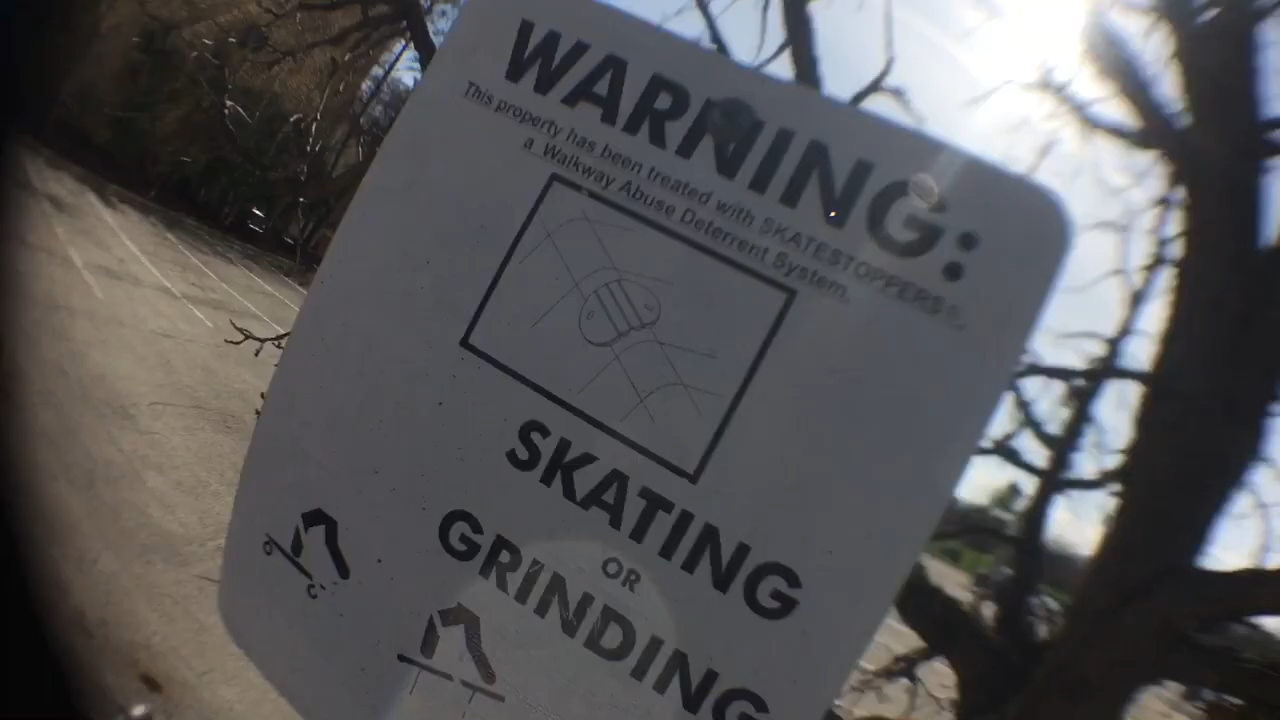 WARNING:
This property has been treated with SKATESTOPPERS®,
a Walkway Abuse Deterrent System.
SKATING
OR
GRINDING